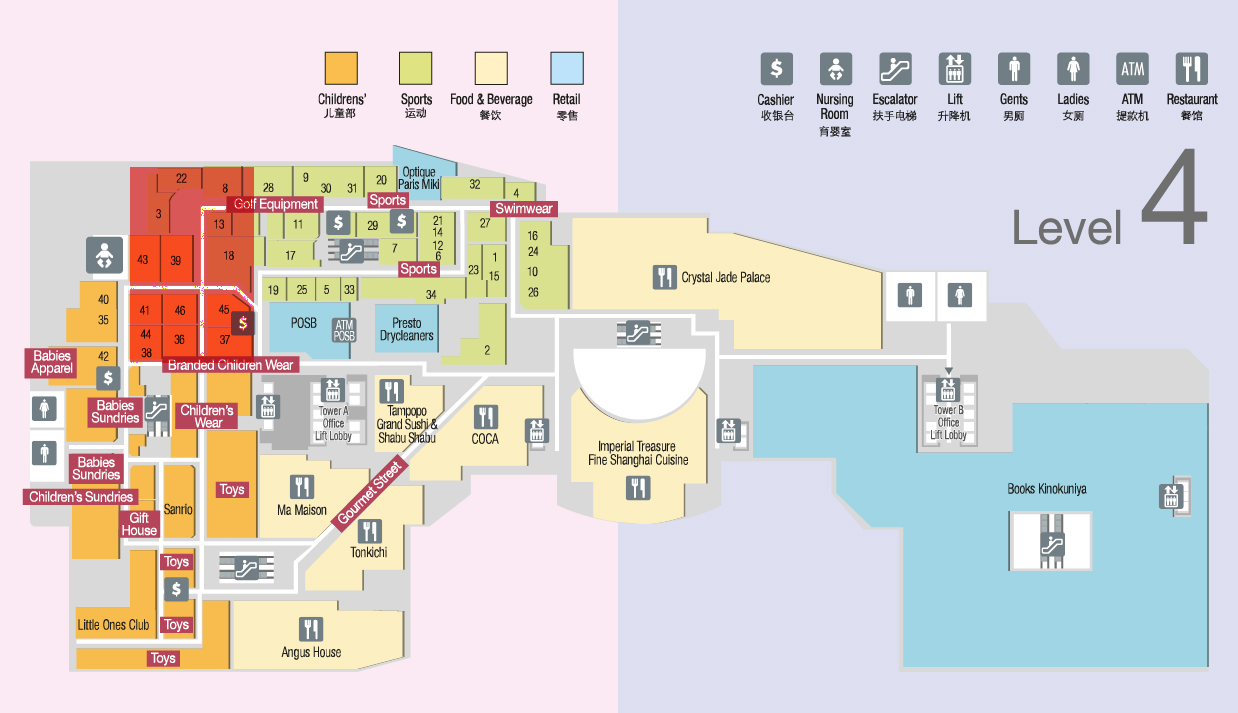 Childrens'
儿童部
Sports
运动
Food & Beverage
餐饮
Retail
零售
Cashier
收银台
Nursing
Room
育婴室
Escalator
扶手电梯
Lift
升降机
Gents
男厕
Ladies
女厕
ATM
ATM
提款机
Restaurant
餐馆
Level 4
Optique
Paris Miki
22
8
28
9
30
31
20
32
4
3
13
Golf Equipment
Sports
Swimwear
11
29
21
14
12
6
27
16
24
10
26
43
39
18
17
7
Sports
23
1
15
Crystal Jade Palace
40
35
41
46
45
19
25
5
33
34
44
38
36
37
POSB
ATM
POSB
Presto
Drycleaners
2
Babies
Apparel
42
Branded Children Wear
Babies
Sundries
Children's
Wear
Tower A
Office
Lift Lobby
Tampopo
Grand Sushi &
Shabu Shabu
COCA
Imperial Treasure
Fine Shanghai Cuisine
Tower B
Office
Lift Lobby
Babies
Sundries
Children's Sundries
Gift
House
Sanrio
Toys
Ma Maison
Gourmet Street
Tonkichi
Books Kinokuniya
Toys
Little Ones Club
Toys
Toys
Angus House